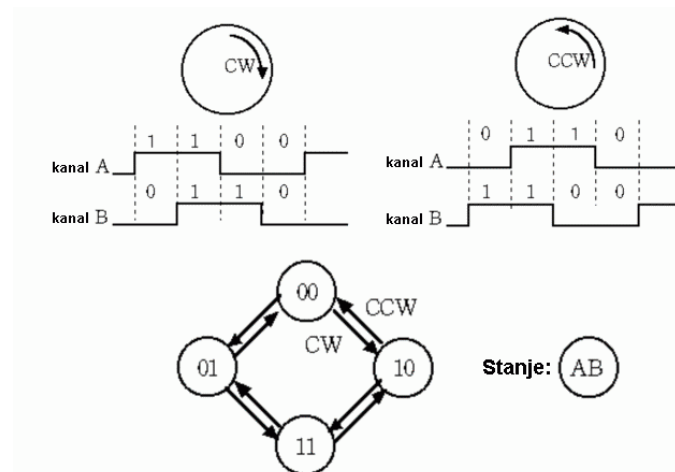 CW
CCW
1 1 0 0
kanal A
0 1 1 0
kanal B
0 1 1 0
kanal A
1 1 0 0
kanal B
00
CCW
CW
01
10
11
Stanje: AB